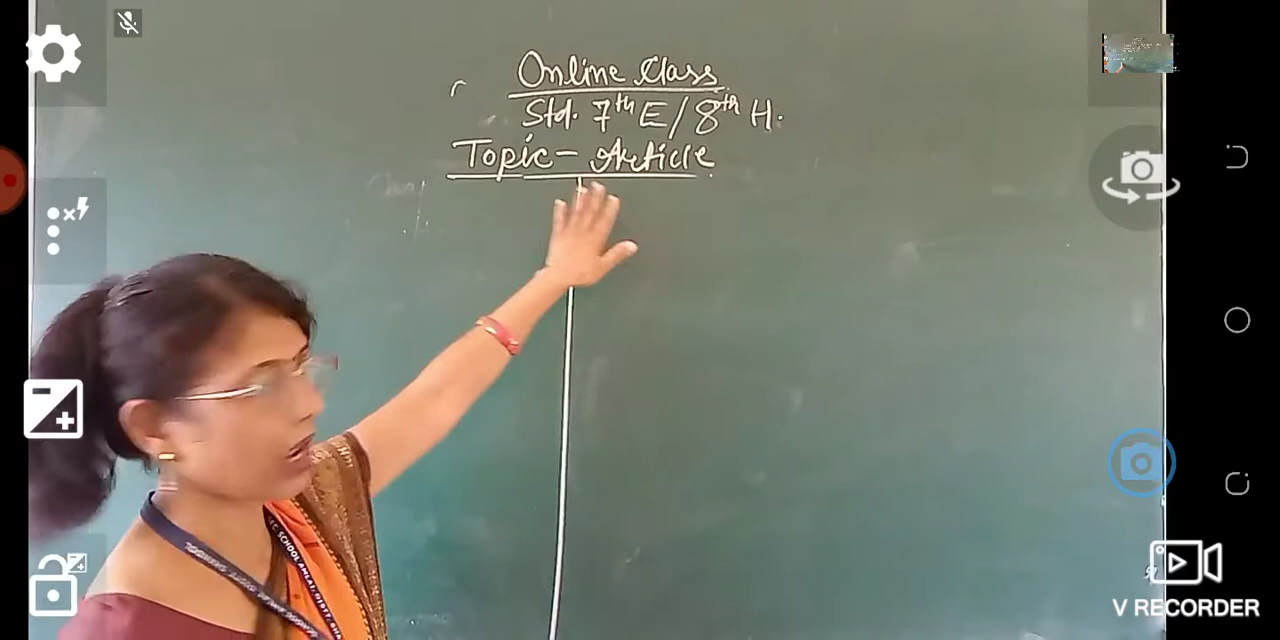 Online Class
Std. 7th E / 8th H.
Topic - Article
V RECORDER